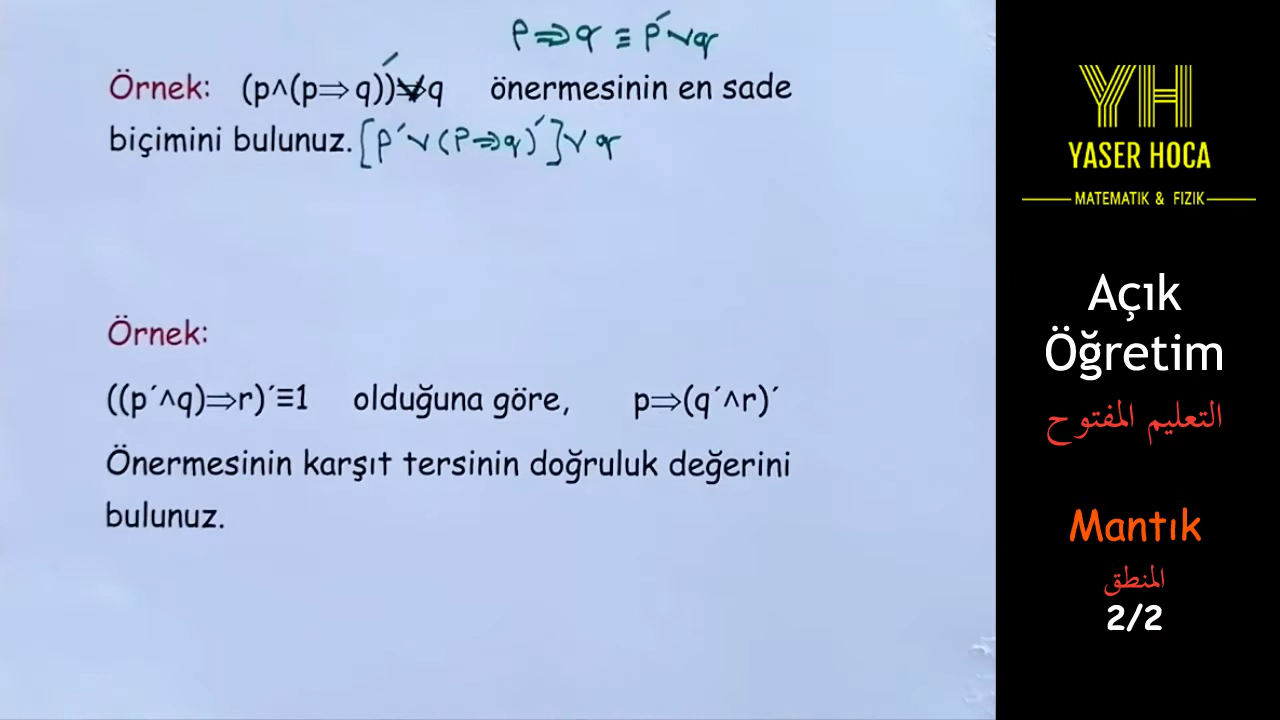 p⇒q ≡ p′∨q
Örnek: (p∧(p⇒q))′∨q önermesinin en sade
biçimini bulunuz. [p′∨(p⇒q)′]∨q
Örnek:
((p′∧q)⇒r)′≡1 olduğuna göre, p⇒(q′∧r)′
Önermesinin karşıt tersinin doğruluk değerini
bulunuz.
YH
YASER HOCA
MATEMATIK & FIZIK
Açık
Öğretim
التعليم المفتوح
Mantık
المنطق
2/2